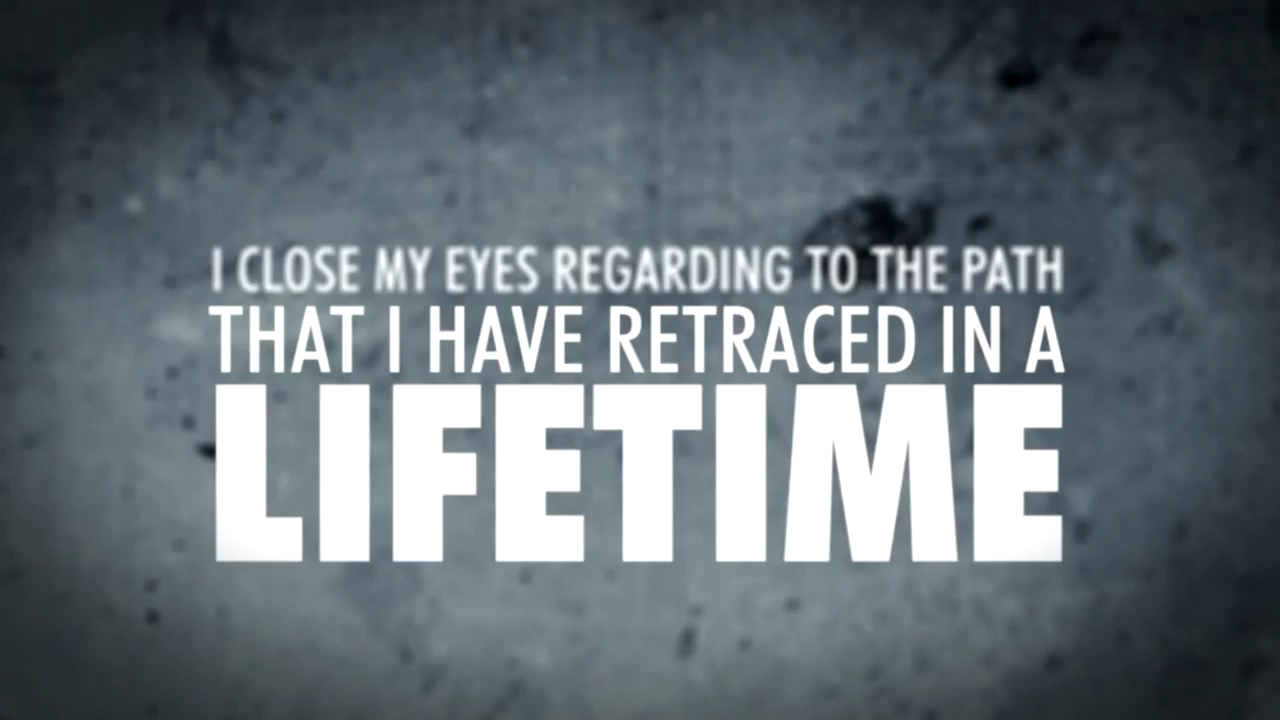 I CLOSE MY EYES REGARDING TO THE PATH
THAT I HAVE RETRACED IN A
LIFETIME